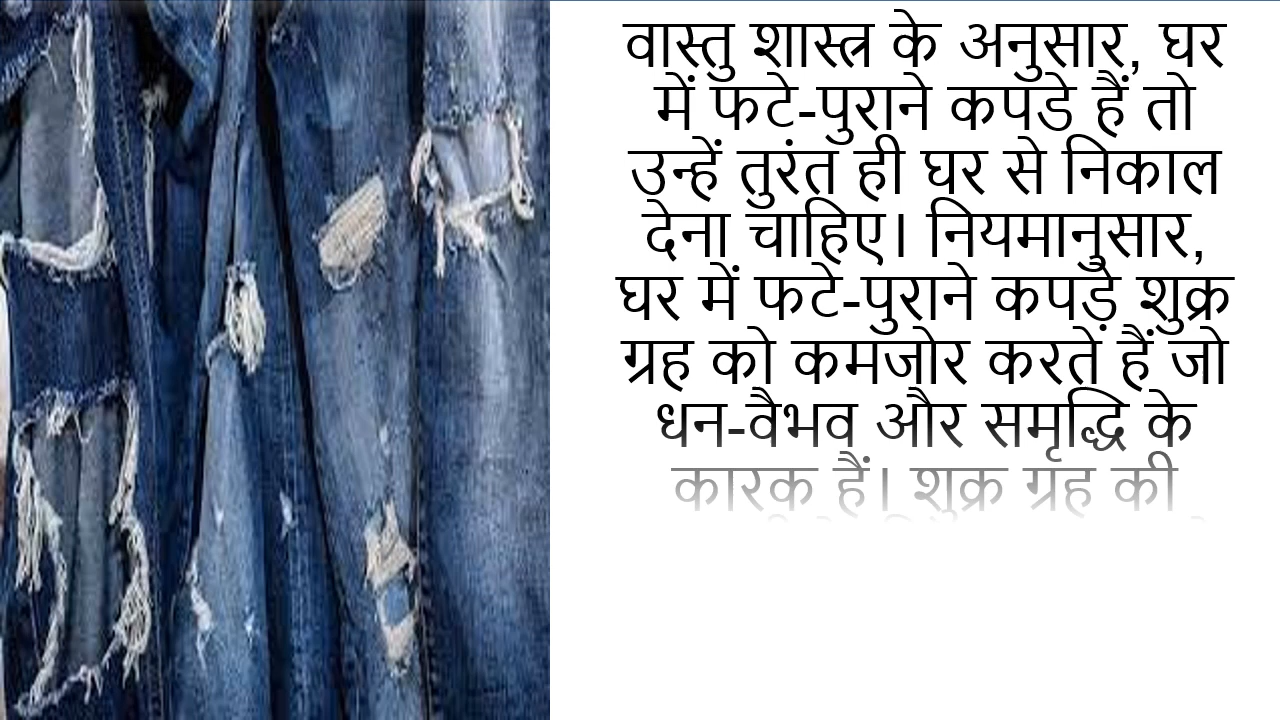 वास्तु शास्त्र के अनुसार, घर
में फटे-पुराने कपडे हैं तो
उन्हें तुरंत ही घर से निकाल
देना चाहिए। नियमानुसार,
घर में फटे-पुराने कपड़े शुक्र
ग्रह को कमजोर करते हैं जो
धन-वैभव और समृद्धि के
कारक हैं। शुक्र ग्रह की